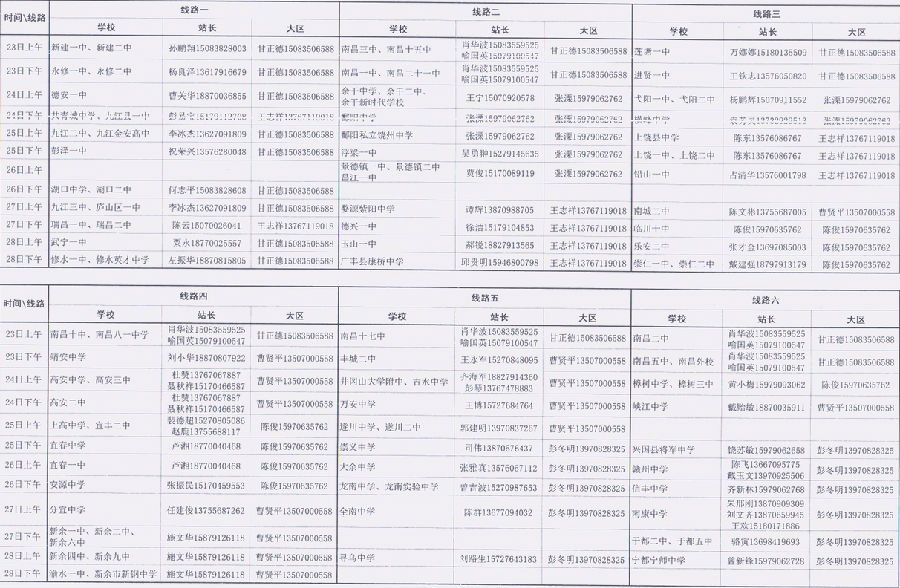 时间\线路 线路一 线路二 线路三
学校 站长 大区 学校 站长 大区 学校 站长 大区
23日上午 新建一中、新建二中 孙鹏翔15083829003 甘正德15083506588 南昌三中、南昌十五中 肖华波15083559525 甘正德15083506588 莲塘一中 甘正德15083506588
喻国英15079100547
23日下午 永修一中、永修二中 杨良泽13617916679 甘正德15083506588 南昌一中、南昌二十一中 肖华波15083559525 甘正德15083506588 进贤一中 甘正德15083506588
喻国英15079100547
24日上午 德安一中 曹关华18870036855 甘正德15083506588 余干中学、余干二中、 王宁15070920578 张溧15979062762 弋阳一中、弋阳二中 杨鹏辉15070911552 张溧15979062762
余干新时代学校
24日下午 共青城中学、九江县一中 王志祥13767119018 鄱阳中学 张溧15979062762 张溧15979062762
25日上午 九江二中、九江金安高中 李冰杰13627091809 甘正德15083506588 鄱阳私立饶州中学 张溧15979062762 张溧15979062762 上饶县中学 陈东13576086767 王志祥13767119018
25日下午 彭泽一中 祝荣兴13576280048 甘正德15083506588 浮梁一中 吴勇翀15279145635 张溧15979062762 上饶一中、上饶二中 陈东13576086767 王志祥13767119018
26日上午 景德镇一中、景德镇二中 贾俊15170089119 张溧15979062762 铅山一中 占清华13576001798 王志祥13767119018
昌江一中
26日下午 湖口中学、湖口二中 何志平15083828608 甘正德15083506588
27日上午 九江三中、庐山区一中 李冰杰13627091809 甘正德15083506588 婺源紫阳中学 谭辉13870988705 王志祥13767119018 南城二中 陈文彬13755687005 曹贤平13507000558
27日下午 瑞昌一中、瑞昌二中 陈云15070026041 王志祥13767119018 德兴一中 徐洁15179104853 王志祥13767119018 临川一中 陈俊15970635762 陈俊15970635762
28日上午 武宁一中 贾永18770025557 甘正德15083506588 玉山一中 郝锐18827913565 王志祥13767119018 乐安二中 张才金13697085003 陈俊15970635762
28日下午 修水一中、修水英才中学 左振华18870815805 甘正德15083506588 广丰县康桥中学 邱贵明15946800798 王志祥13767119018 崇仁一中、崇仁二中 戴建强18797913179 陈俊15970635762
时间\线路 线路四 线路五 线路六
学校 站长 大区 学校 站长 大区 学校 站长 大区
23日上午 南昌十中、南昌八一中学 肖华波15083559525 甘正德15083506588 南昌十七中 肖华波15083559525 甘正德15083506588 南昌二中 肖华波15083559525 甘正德15083506588
喻国英15079100547 喻国英15079100547 喻国英15079100547
23日下午 靖安中学 刘小华18870807922 曹贤平13507000558 丰城二中 王永军15270848095 曹贤平13507000558 南昌五中、南昌外校 肖华波15083559525 甘正德15083506588
喻国英15079100547
24日上午 高安中学、高安三中 杜赞13767067887 曹贤平13507000558 井冈山大学附中、吉水中学 齐海平18827914360 曹贤平13507000558 樟树中学、樟树三中 黄小梅15979093062 陈俊15970635762
聂秋祥15170466587 彭琴13767478883
24日下午 高安二中 杜赞13767067887 曹贤平13507000558 万安中学 王博15727684764 曹贤平13507000558 峡江中学 戴贻敏18870035911 曹贤平13507000558
聂秋祥15170466587
25日上午 上高中学、宜丰二中 裴德超15270805086 陈俊15970635762 遂川中学、遂川二中 郭建明13970837267 曹贤平13507000558
赵晨13755688117
25日下午 宜春中学 卢湘18770040468 陈俊15970635762 崇义中学 司伟13870876437 彭冬明13970828325 兴国县将军中学 饶苏敏15979062658 彭冬明13970828325
26日上午 宜春一中 卢湘18770040468 陈俊15970635762 大余中学 张雅真13576067112 彭冬明13970828325 赣州中学 陈飞13667095775 彭冬明13970828325
戴玉文13970925506
26日下午 安源中学 张振民15170459553 陈俊15970635762 龙南中学、龙南实验中学 曾青波15270987653 彭冬明13970828325 信丰中学 齐新林15979062768 彭冬明13970828325
27日上午 分宜中学 任建俊13755687262 曹贤平13507000558 全南中学 陈群13677094032 彭冬明13970828325 南康中学 朱邢刚13870909309 彭冬明13970828325
刘文齐13870859945
王欢15180171886
27日下午 新余一中、新余二中、 施文华15879126118 曹贤平13507000558 于都二中、于都五中 骆寅13698419693 彭冬明13970828325
新余六中
28日上午 新余四中、新余九中 施文华15879126118 曹贤平13507000558 寻乌中学 刘路生15727643183 彭冬明13970828325 宁都宁师中学 曾新锋15979062728 彭冬明13970828325
28日下午 渝水一中、新余市新钢中学 施文华15879126118 曹贤平13507000558